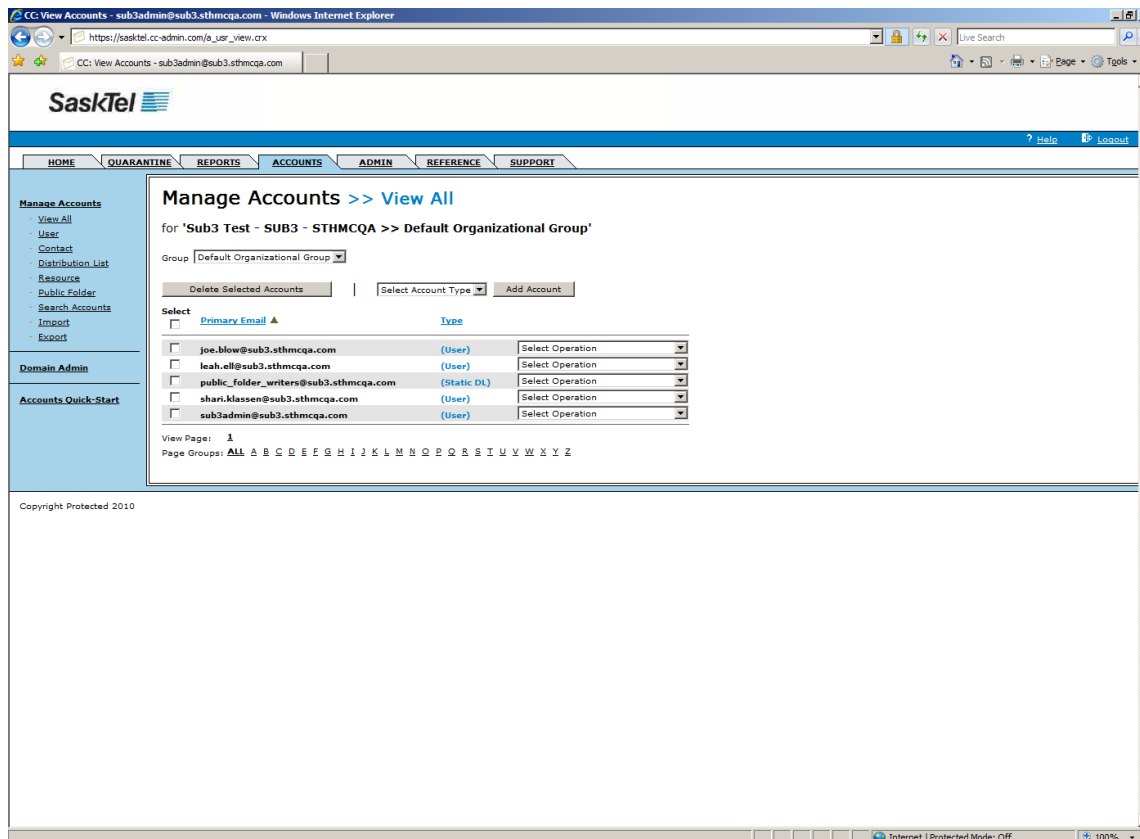 CC: View Accounts - sub3admin@sub3.sthmcqa.com - Windows Internet Explorer
https://sasktel.cc-admin.com/a_usr_view.crx
Live Search
CC: View Accounts - sub3admin@sub3.sthmcqa.com
Page
Tools
SaskTel
? Help
Logout
HOME QUARANTINE REPORTS ACCOUNTS ADMIN REFERENCE SUPPORT
Manage Accounts
- View All
- User
- Contact
- Distribution List
- Resource
- Public Folder
- Search Accounts
- Import
- Export
Domain Admin
Accounts Quick-Start
Manage Accounts >> View All
for 'Sub3 Test - SUB3 - STHMCQA >> Default Organizational Group'
Group Default Organizational Group
Delete Selected Accounts | Select Account Type Add Account
Select
Primary Email Type
joe.blow@sub3.sthmcqa.com (User) Select Operation
leah.ell@sub3.sthmcqa.com (User) Select Operation
public_folder_writers@sub3.sthmcqa.com (Static DL) Select Operation
shari.klassen@sub3.sthmcqa.com (User) Select Operation
sub3admin@sub3.sthmcqa.com (User) Select Operation
View Page: 1
Page Groups: ALL A B C D E F G H I J K L M N O P Q R S T U V W X Y Z
Copyright Protected 2010
Internet | Protected Mode: Off
100%